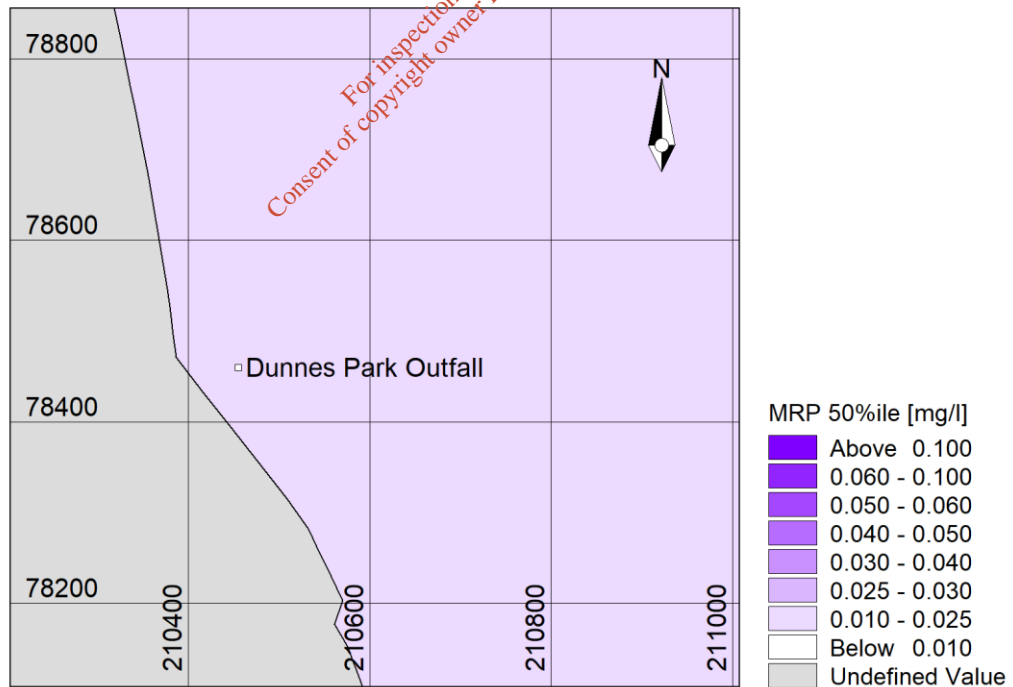 For inspection
Consent of copyright owner
78800
N
78600
Dunnes Park Outfall
78400
78200
210400
210600
210800
211000
MRP 50%ile [mg/l]
Above 0.100
0.060 - 0.100
0.050 - 0.060
0.040 - 0.050
0.030 - 0.040
0.025 - 0.030
0.010 - 0.025
Below 0.010
Undefined Value